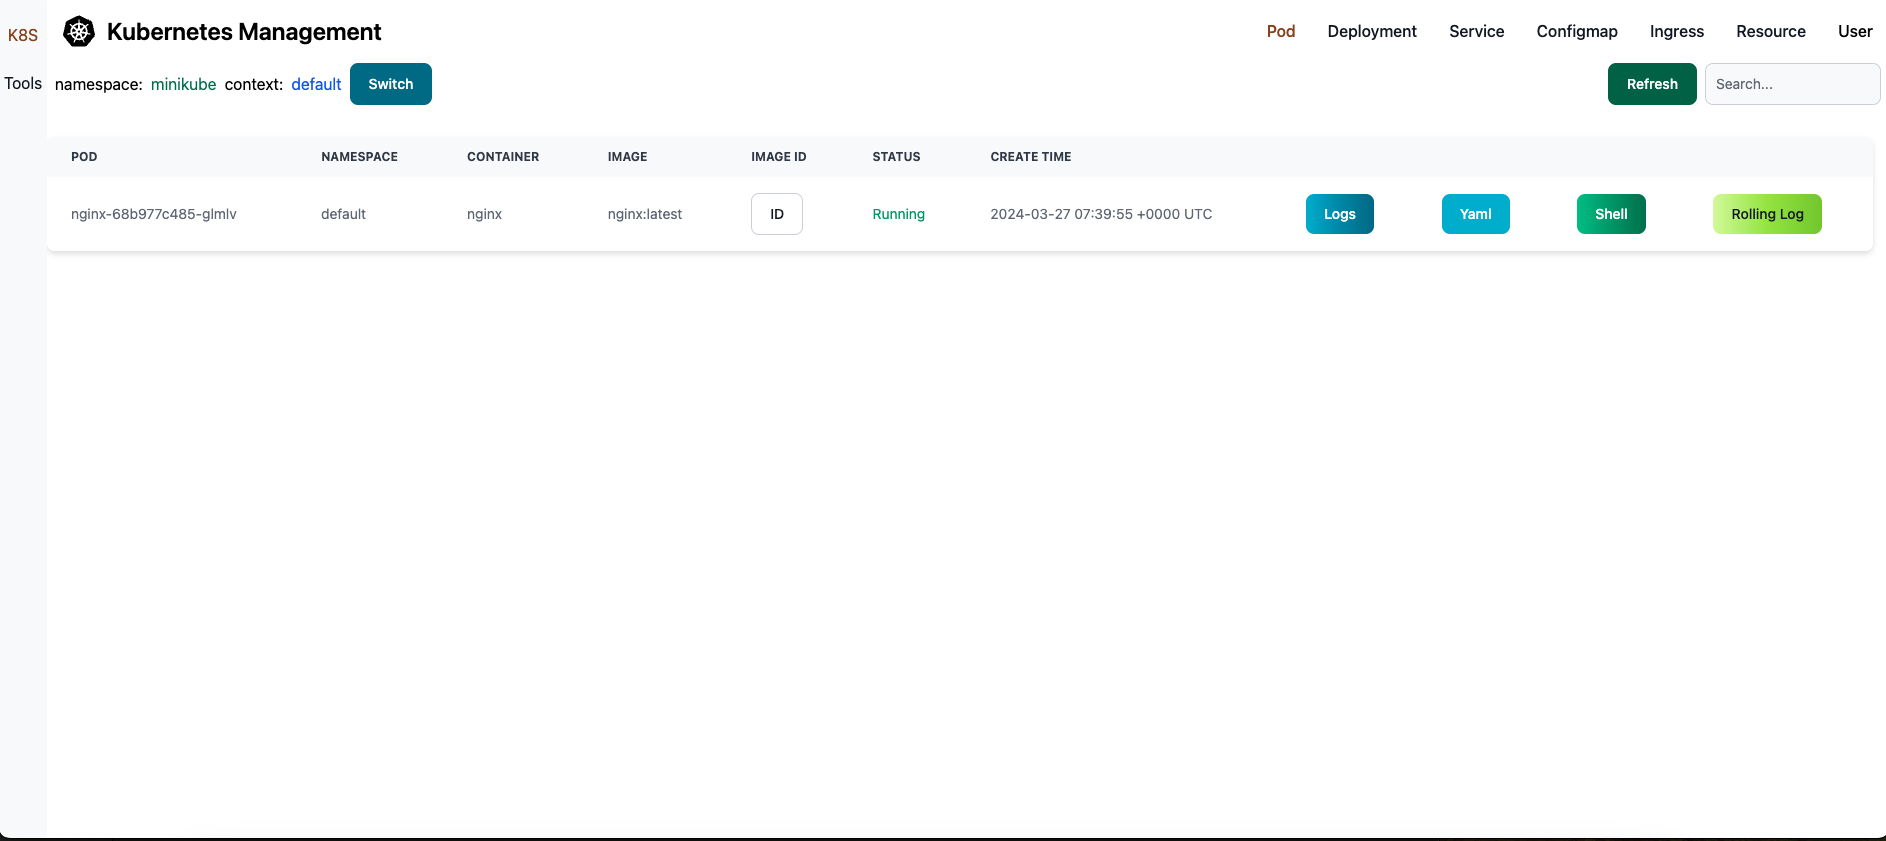 K8S
Tools
Kubernetes Management
Pod Deployment Service Configmap Ingress Resource User
namespace: minikube context: default Switch Refresh Search...
POD NAMESPACE CONTAINER IMAGE IMAGE ID STATUS CREATE TIME
nginx-68b977c485-glmlv default nginx nginx:latest ID Running 2024-03-27 07:39:55 +0000 UTC Logs Yaml Shell Rolling Log